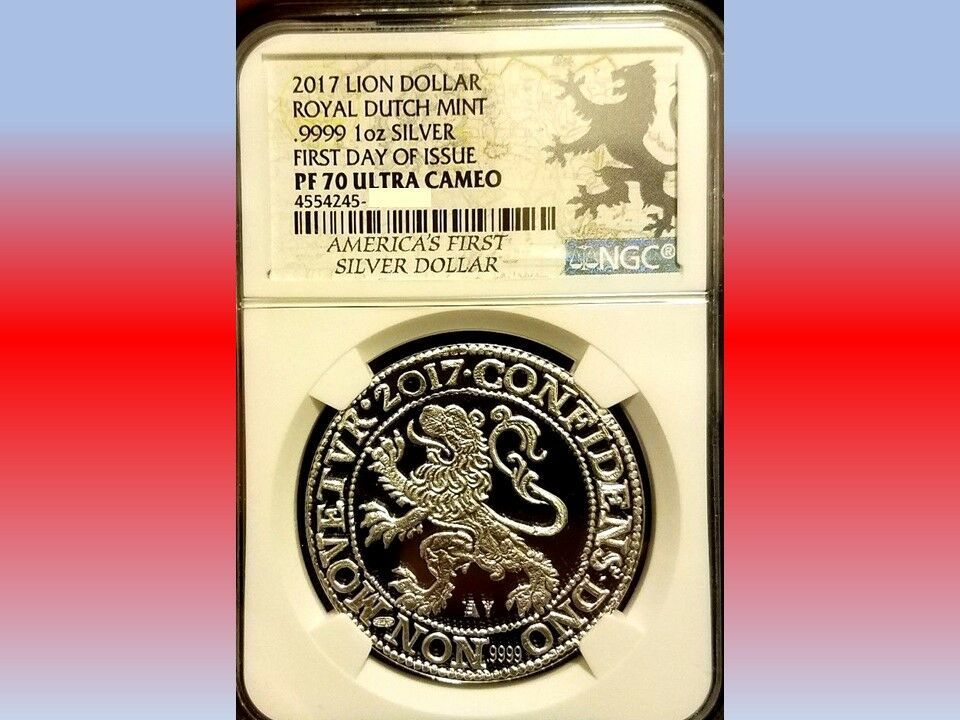 2017 LION DOLLAR
ROYAL DUTCH MINT
.9999 1oz SILVER
FIRST DAY OF ISSUE
PF 70 ULTRA CAMEO
4554245-
AMERICA'S FIRST
SILVER DOLLAR
NGC®
·2017·CONFIDENS·DNO
NON·MOVETVR
.9999